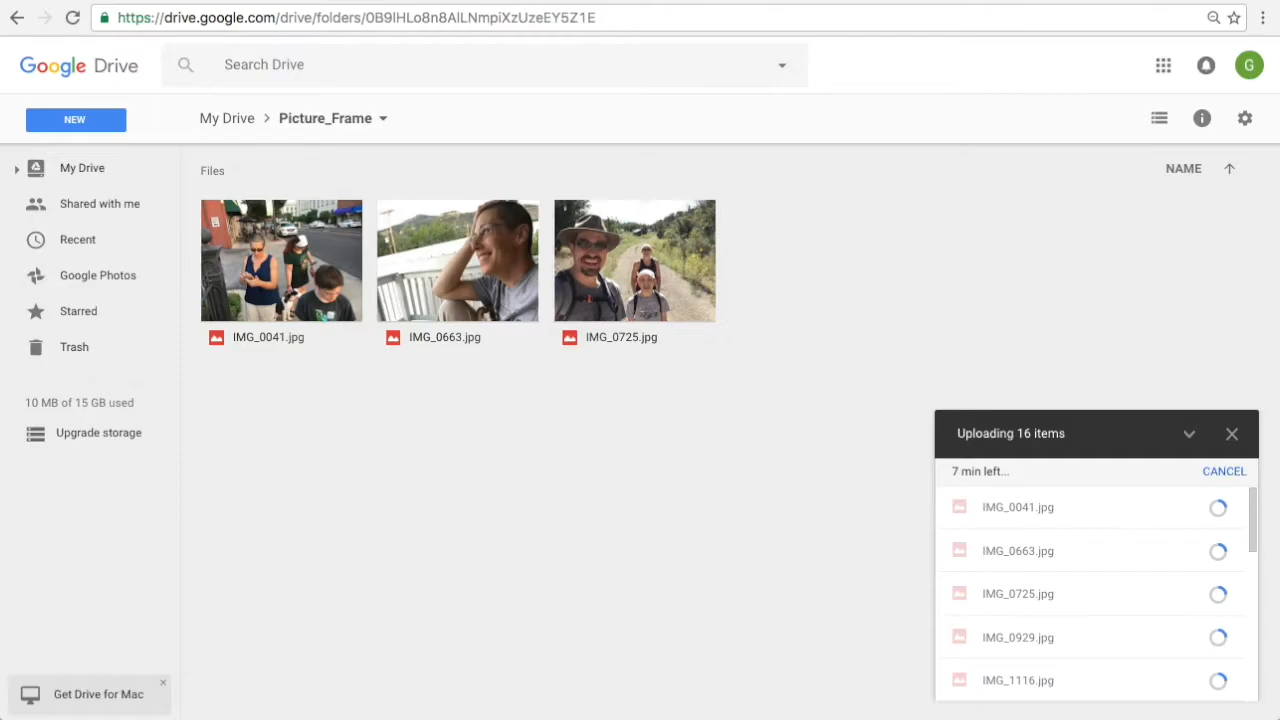 https://drive.google.com/drive/folders/0B9lHLo8n8AlLNmpiXzUzeEY5Z1E
Google Drive
Search Drive
G
NEW
My Drive > Picture_Frame
My Drive
Shared with me
Recent
Google Photos
Starred
Trash
10 MB of 15 GB used
Upgrade storage
Get Drive for Mac
Files
NAME
IMG_0041.jpg
IMG_0663.jpg
IMG_0725.jpg
Uploading 16 items
7 min left...
CANCEL
IMG_0041.jpg
IMG_0663.jpg
IMG_0725.jpg
IMG_0929.jpg
IMG_1116.jpg